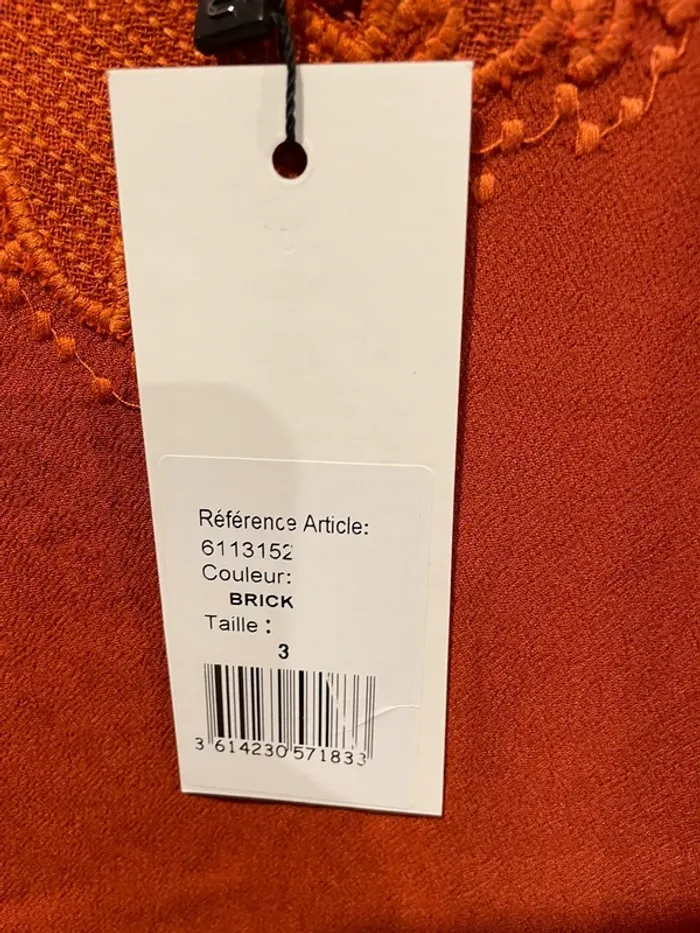 Référence Article:
6113152
Couleur:
BRICK
Taille :
3
3 614230 571833